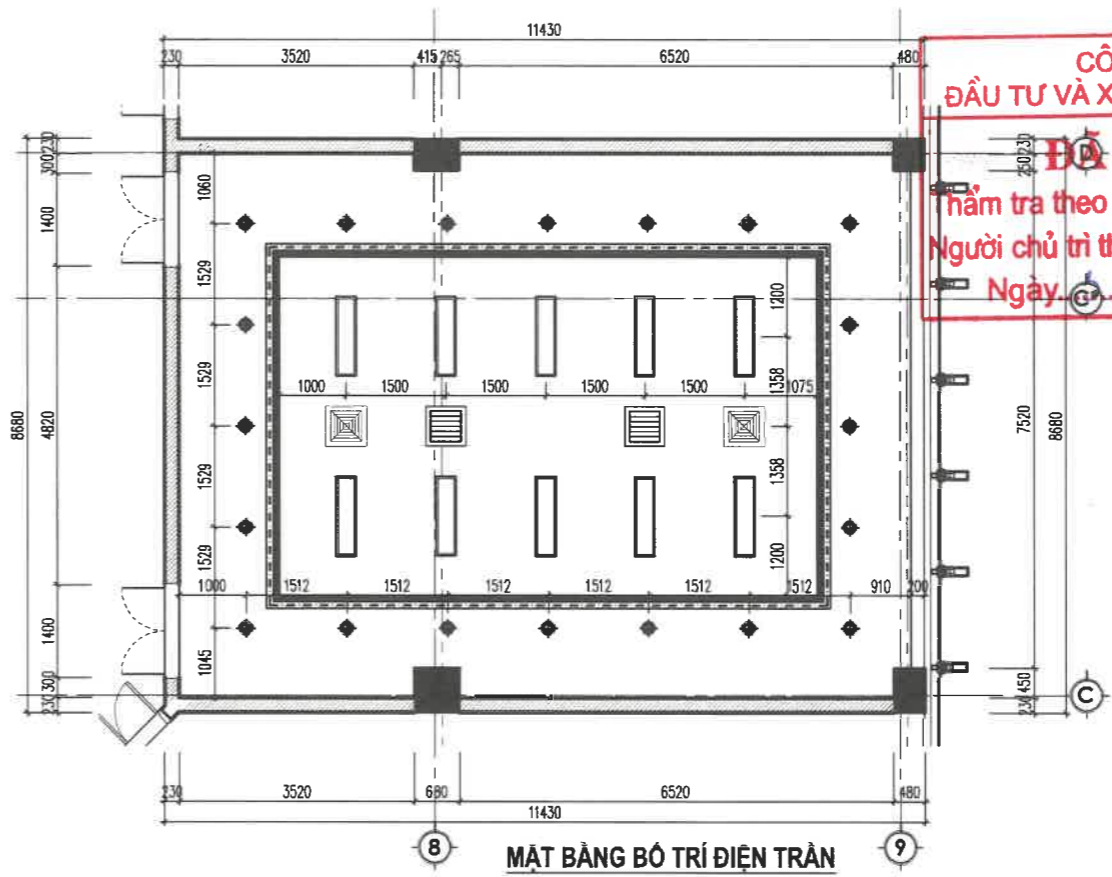 11430
230 3520 415 265 6520 480
CÔ
ĐẦU TƯ VÀ X
ĐÃ
D
hẩm tra theo
Người chủ trì th
Ngày
C'
8680
230
300
1400
4820
1400
300
230
1060
1529
1529
1529
1529
1045
1200
1358
1358
1200
1000 1500 1500 1500 1500 1075
1000 1512 1512 1512 1512 1512 1512 910 200
230
250
7520
8680
450
230
C
230 3520 680 6520 480
11430
8 9
MẶT BẰNG BỐ TRÍ ĐIỆN TRẦN